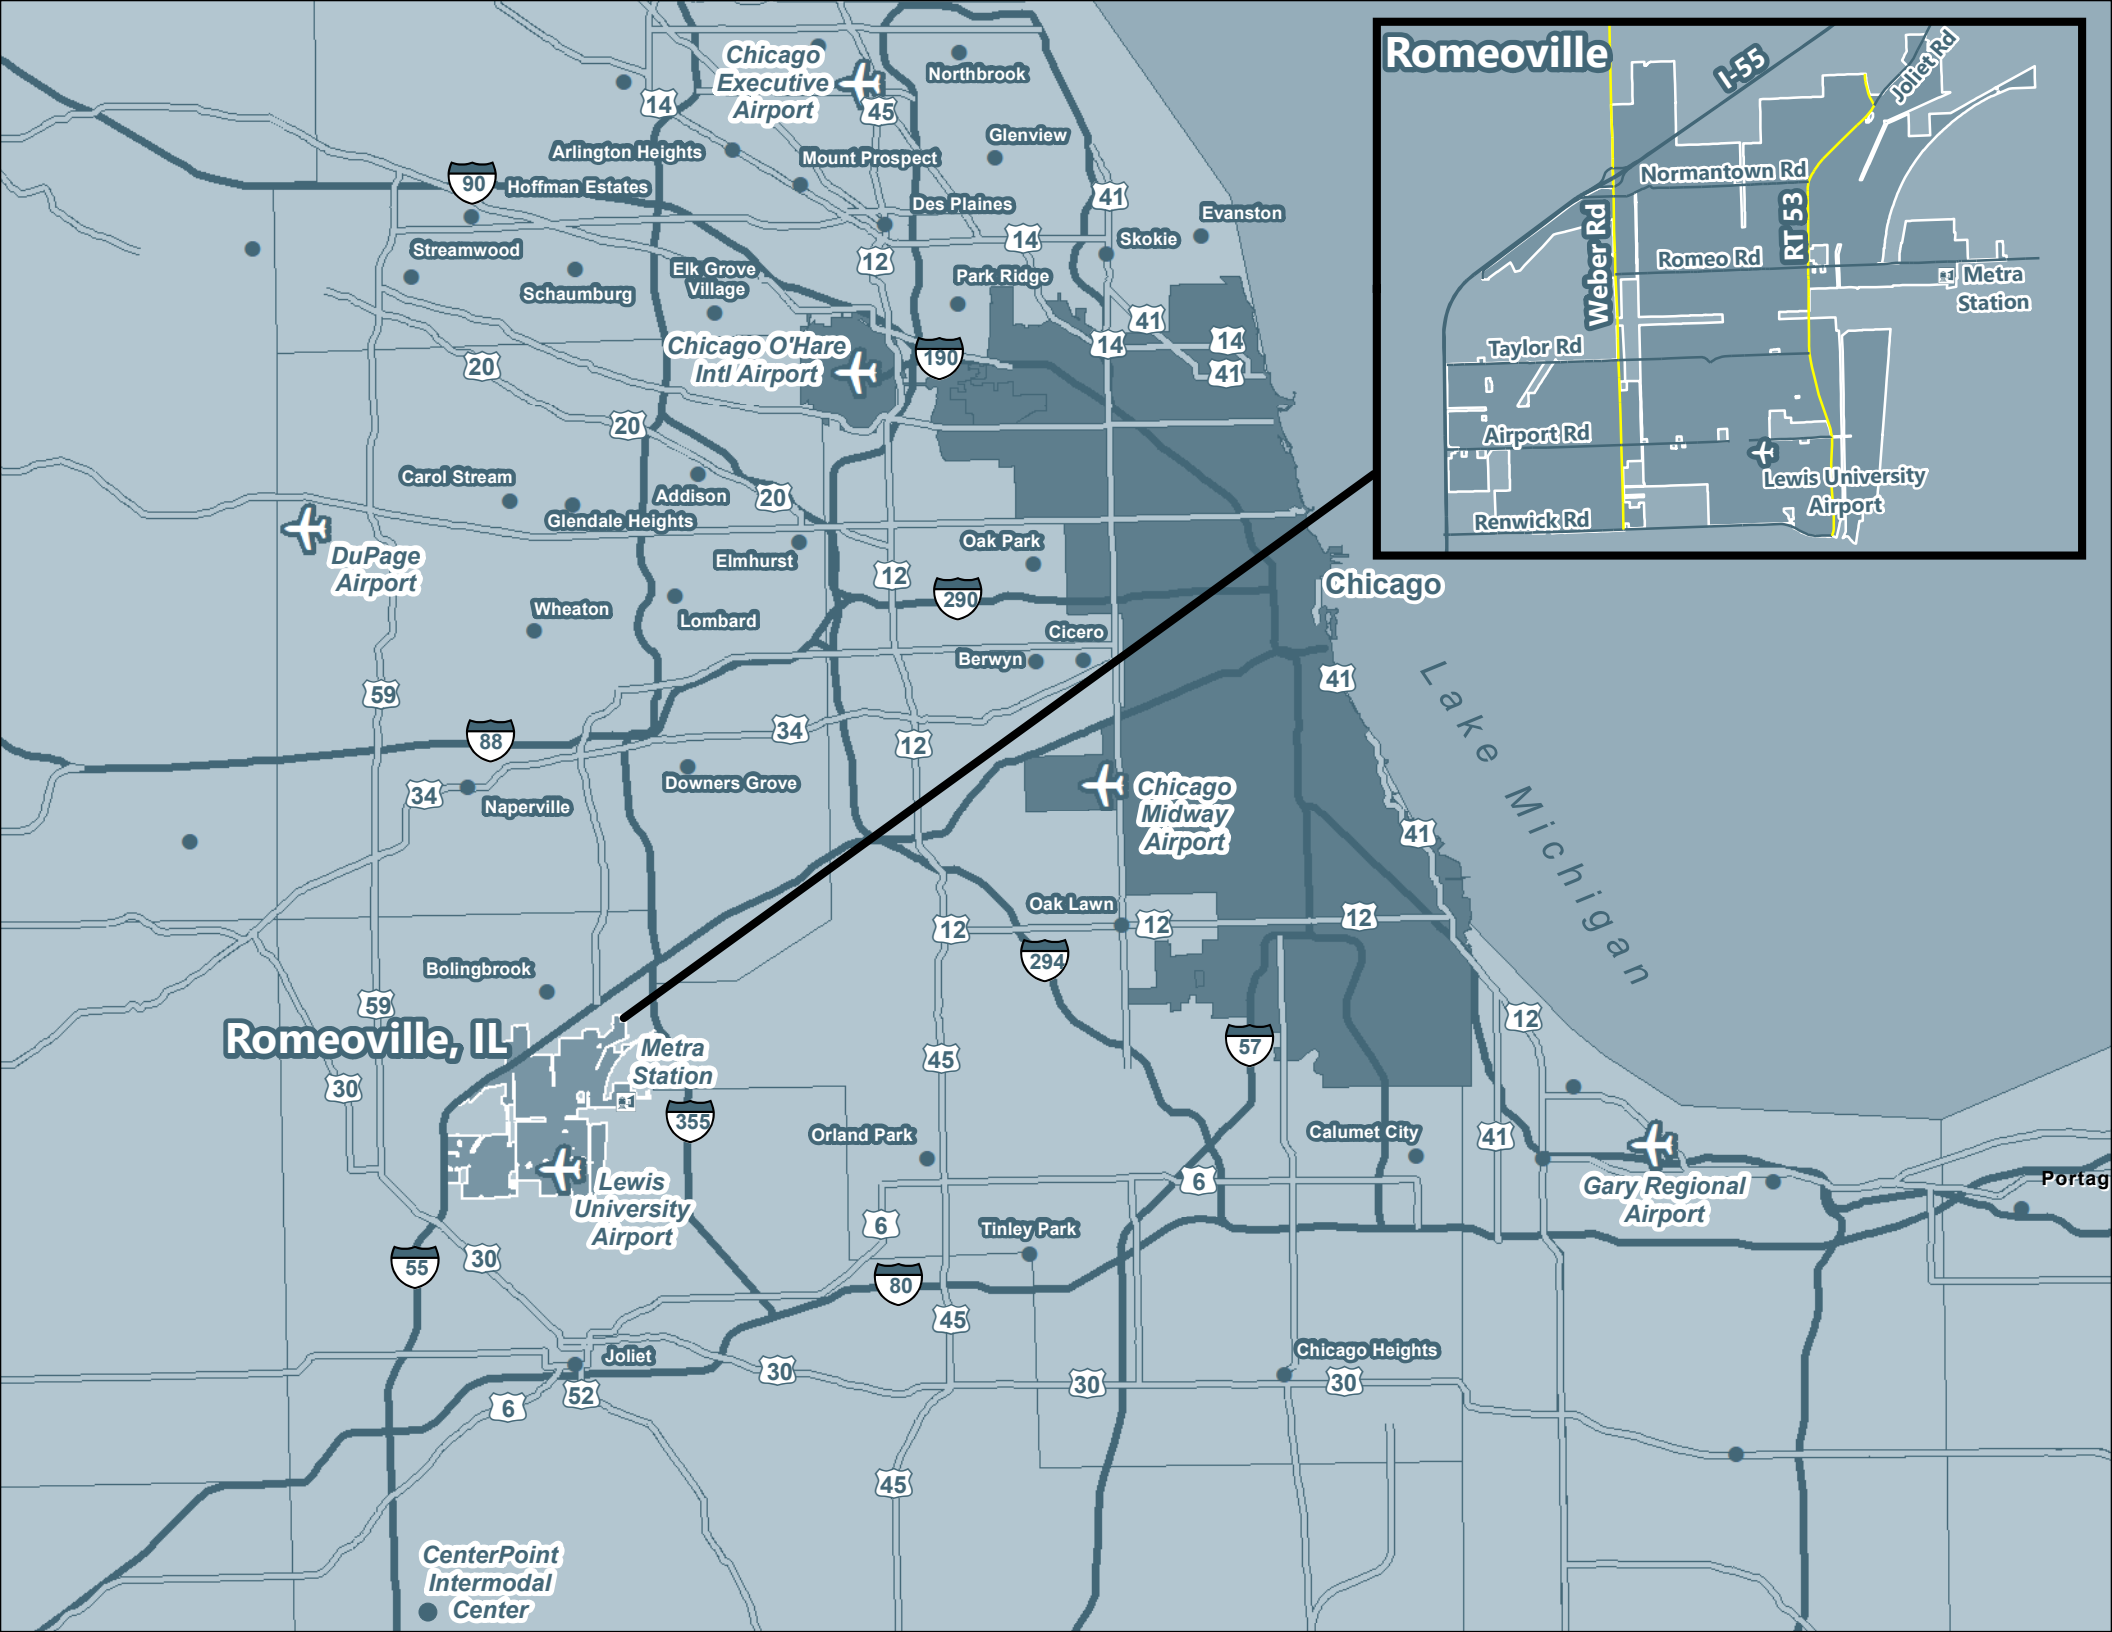 Romeoville
I-55
Joliet Rd
Normantown Rd
Weber Rd
RT 53
Romeo Rd
Metra
Station
Taylor Rd
Airport Rd
Lewis University
Airport
Renwick Rd
Chicago
Executive
Airport
Northbrook
14
45
Glenview
Arlington Heights
Mount Prospect
90
Hoffman Estates
41
Des Plaines
Evanston
Streamwood
14
Skokie
12
Elk Grove
Village
Park Ridge
Schaumburg
41
Chicago O'Hare
Intl Airport
190
14
14
20
41
20
Carol Stream
Addison
20
Glendale Heights
DuPage
Airport
Elmhurst
Oak Park
12
290
Chicago
Wheaton
Lombard
Cicero
Berwyn
59
41
Lake Michigan
88
34
12
Downers Grove
34
Naperville
Chicago
Midway
Airport
41
Oak Lawn
12
12
12
294
Bolingbrook
59
12
Romeoville, IL
57
Metra
Station
45
30
355
Orland Park
Calumet City
41
Lewis
University
Airport
6
Gary Regional
Airport
Portag
6
Tinley Park
55
30
80
45
Joliet
Chicago Heights
30
30
30
6
52
45
CenterPoint
Intermodal
Center